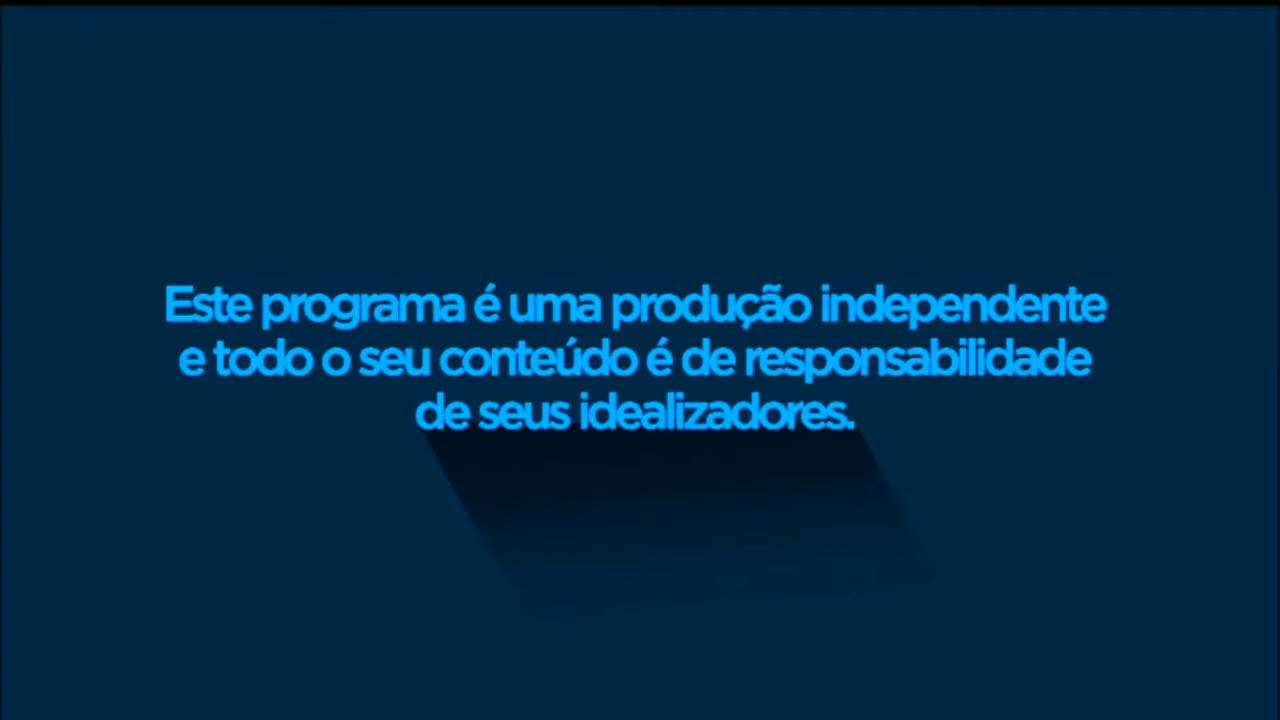 Este programa é uma produção independente
e todo o seu conteúdo é de responsabilidade
de seus idealizadores.